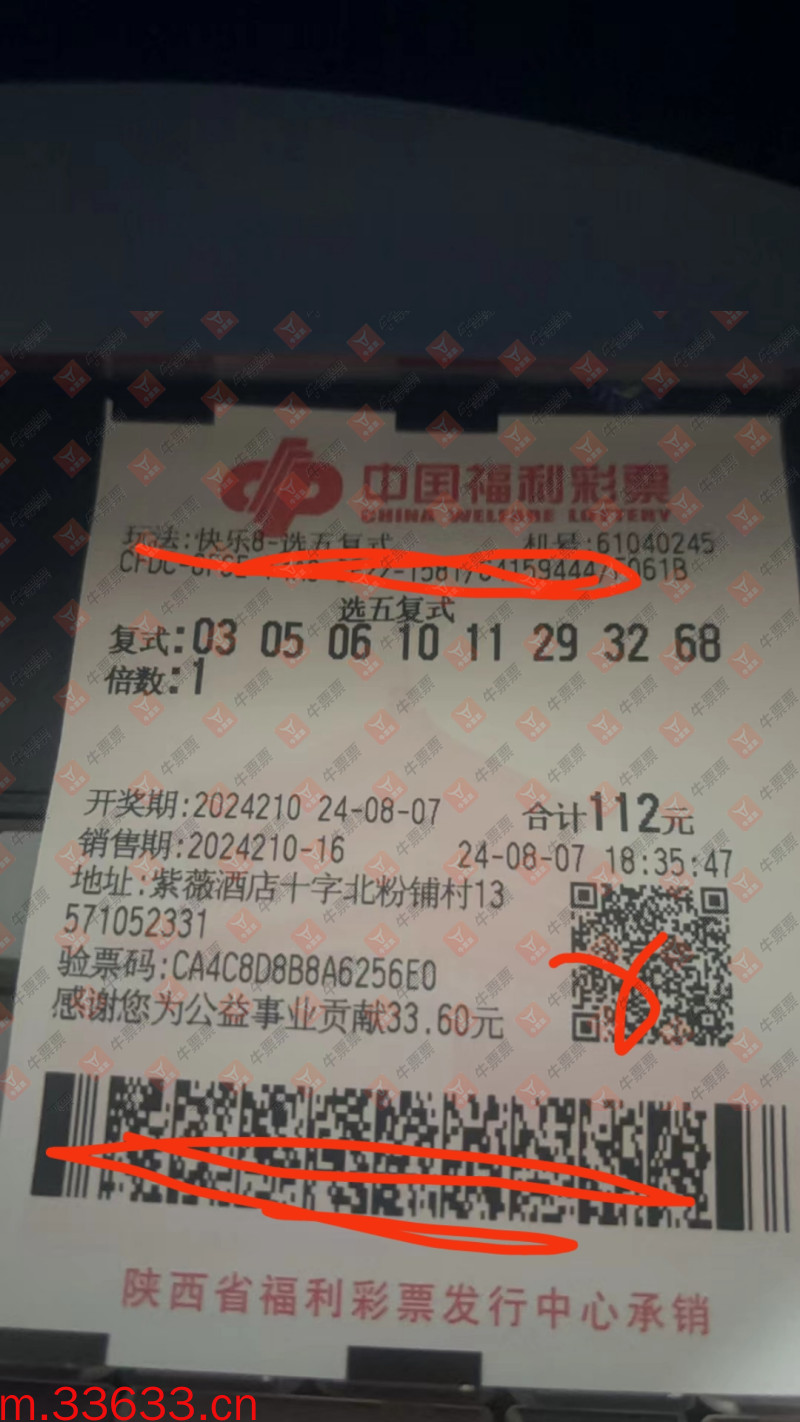 中国福利彩票
CHINA WELFARE LOTTERY
玩法:快乐8-选五复式 机号:61040245
选五复式
复式:03 05 06 10 11 29 32 68
倍数:1
开奖期:2024210 24-08-07 合计112元
销售期:2024210-16 24-08-07 18:35:47
地址:紫薇酒店十字北粉铺村13
571052331
验票码:CA4C8D8B8A6256E0
感谢您为公益事业贡献33.60元
陕西省福利彩票发行中心承销
m.33633.cn
牛票票